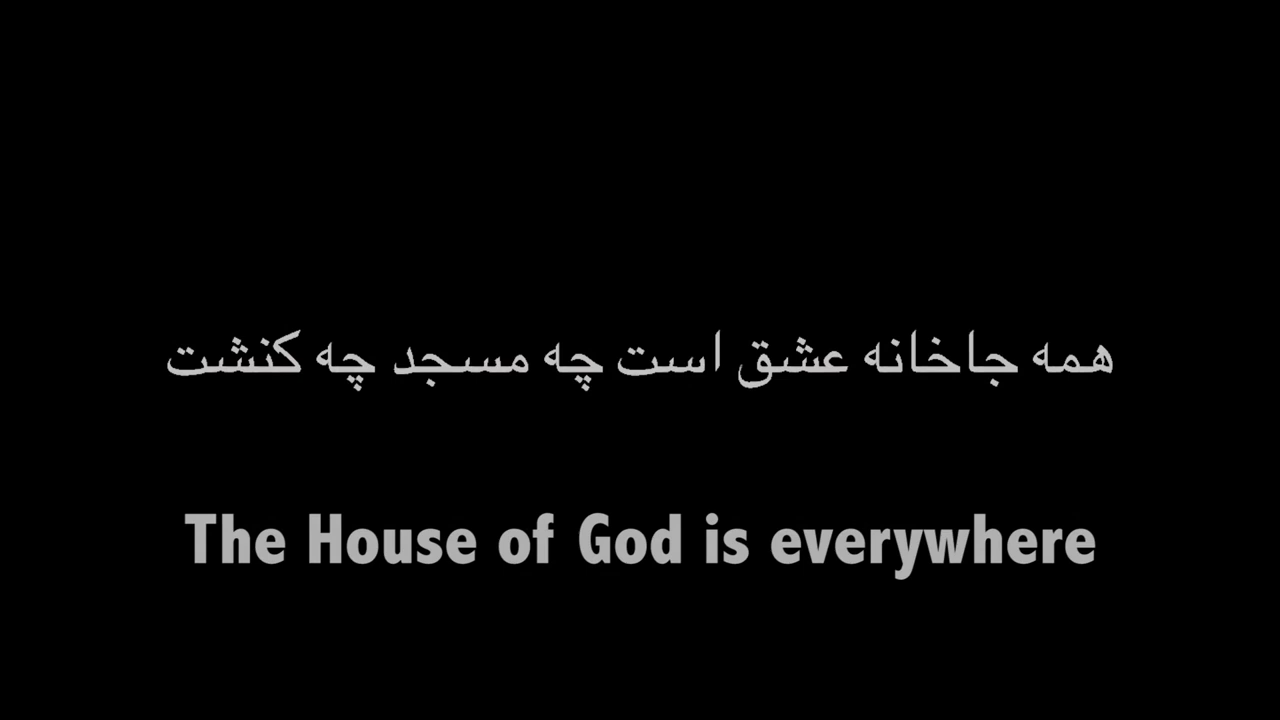 همه جاخانه عشق است چه مسجد چه کنشت
The House of God is everywhere